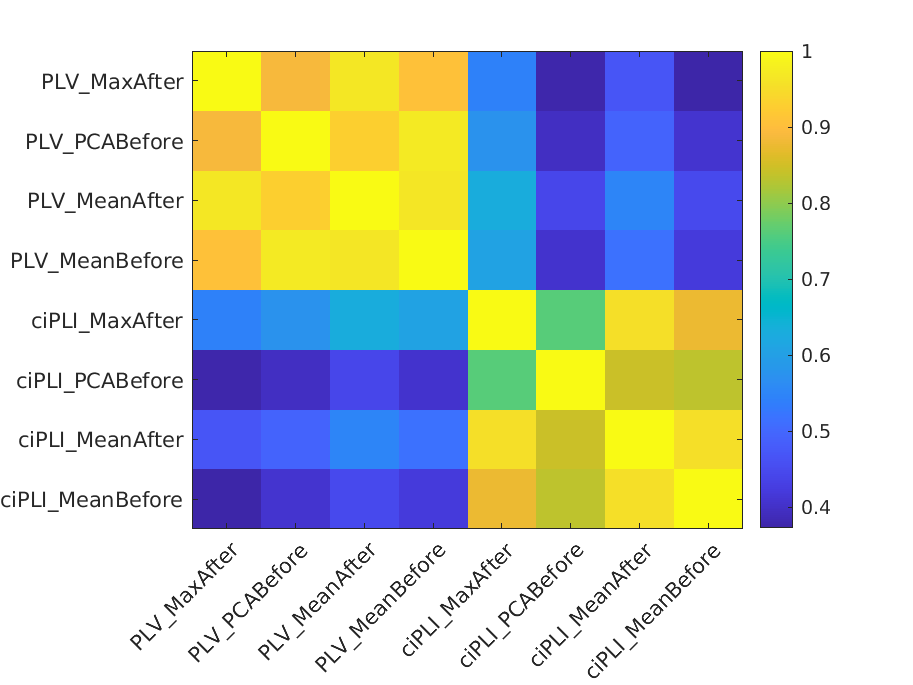 PLV_MaxAfter
PLV_PCABefore
PLV_MeanAfter
PLV_MeanBefore
ciPLI_MaxAfter
ciPLI_PCABefore
ciPLI_MeanAfter
ciPLI_MeanBefore
PLV_MaxAfter
PLV_PCABefore
PLV_MeanAfter
PLV_MeanBefore
ciPLI_MaxAfter
ciPLI_PCABefore
ciPLI_MeanAfter
ciPLI_MeanBefore
1
0.9
0.8
0.7
0.6
0.5
0.4